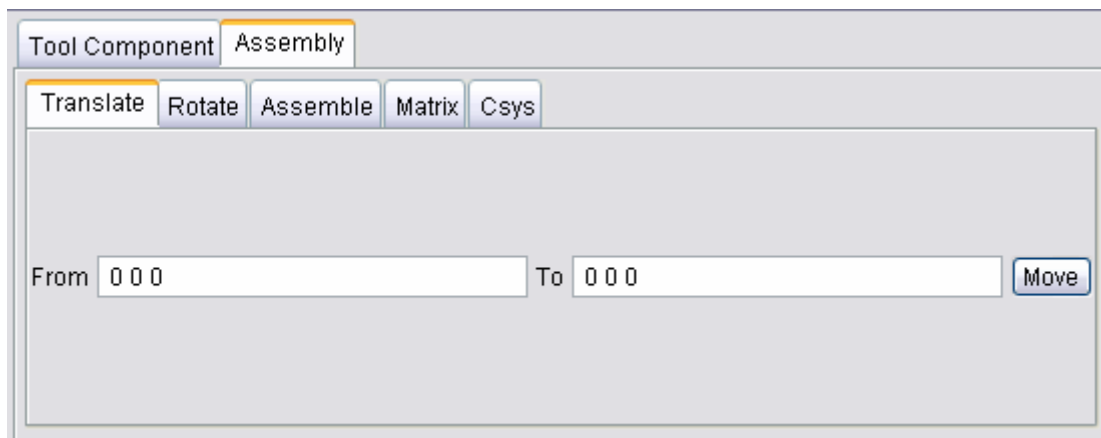 Tool Component Assembly
Translate Rotate Assemble Matrix Csys
From 0 0 0 To 0 0 0 Move